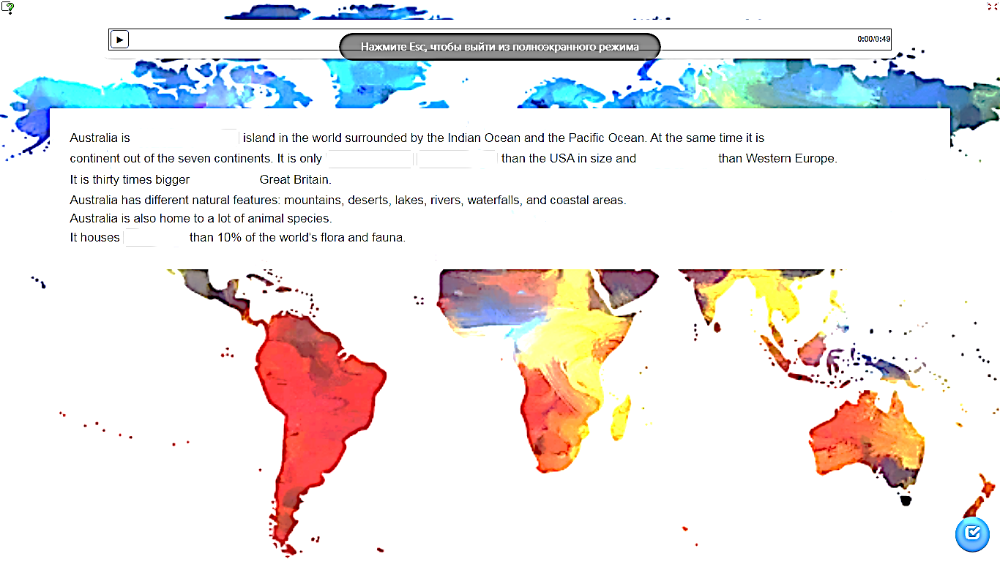 0:00/0:49
Нажмите Esc, чтобы выйти из полноэкранного режима
Australia is island in the world surrounded by the Indian Ocean and the Pacific Ocean. At the same time it is
continent out of the seven continents. It is only than the USA in size and than Western Europe.
It is thirty times bigger Great Britain.
Australia has different natural features: mountains, deserts, lakes, rivers, waterfalls, and coastal areas.
Australia is also home to a lot of animal species.
It houses than 10% of the world's flora and fauna.